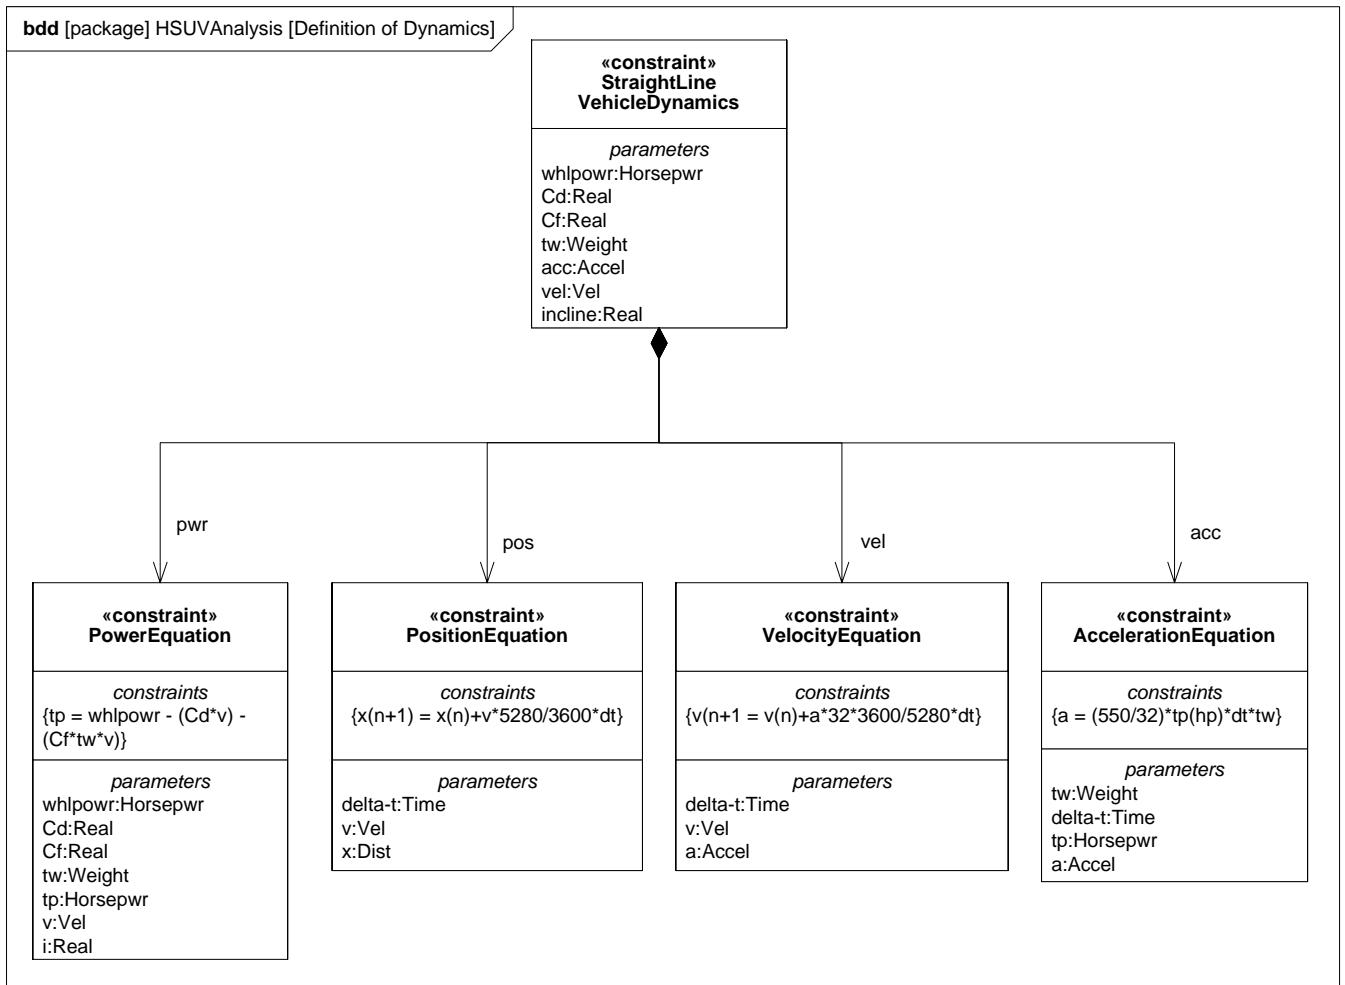 bdd [package] HSUVAnalysis [Definition of Dynamics]
«constraint»
StraightLine
VehicleDynamics
parameters
whlpowr:Horsepwr
Cd:Real
Cf:Real
tw:Weight
acc:Accel
vel:Vel
incline:Real
pwr
pos
vel
acc
«constraint»
PowerEquation
constraints
{tp = whlpowr - (Cd*v) -
(Cf*tw*v)}
parameters
whlpowr:Horsepwr
Cd:Real
Cf:Real
tw:Weight
tp:Horsepwr
v:Vel
i:Real
«constraint»
PositionEquation
constraints
{x(n+1) = x(n)+v*5280/3600*dt}
parameters
delta-t:Time
v:Vel
x:Dist
«constraint»
VelocityEquation
constraints
{v(n+1 = v(n)+a*32*3600/5280*dt}
parameters
delta-t:Time
v:Vel
a:Accel
«constraint»
AccelerationEquation
constraints
{a = (550/32)*tp(hp)*dt*tw}
parameters
tw:Weight
delta-t:Time
tp:Horsepwr
a:Accel